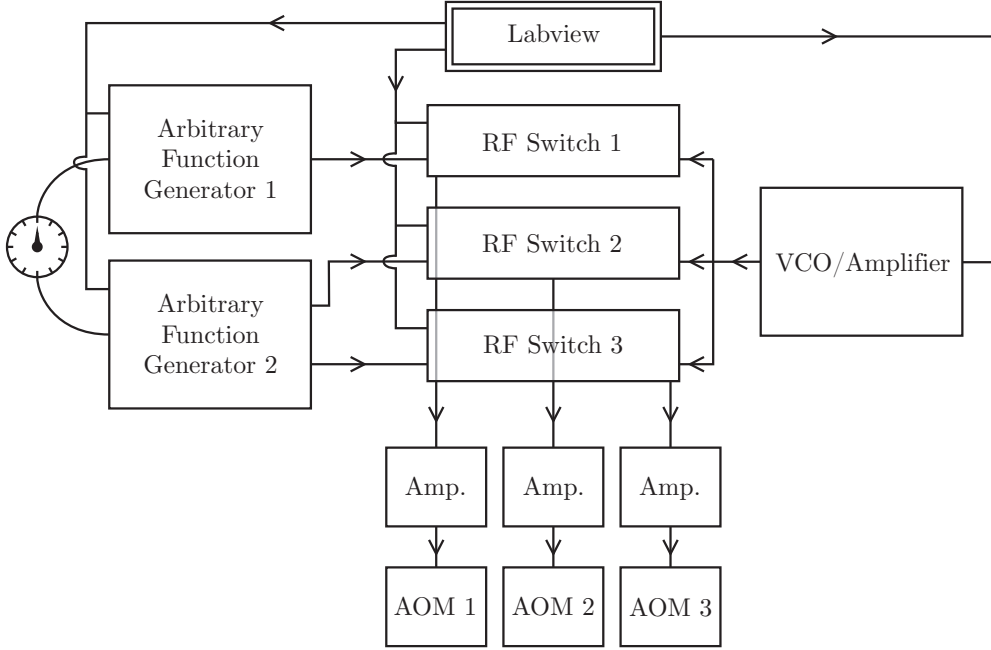 Labview
Arbitrary
Function
Generator 1
RF Switch 1
RF Switch 2
VCO/Amplifier
Arbitrary
Function
Generator 2
RF Switch 3
Amp.
Amp.
Amp.
AOM 1
AOM 2
AOM 3